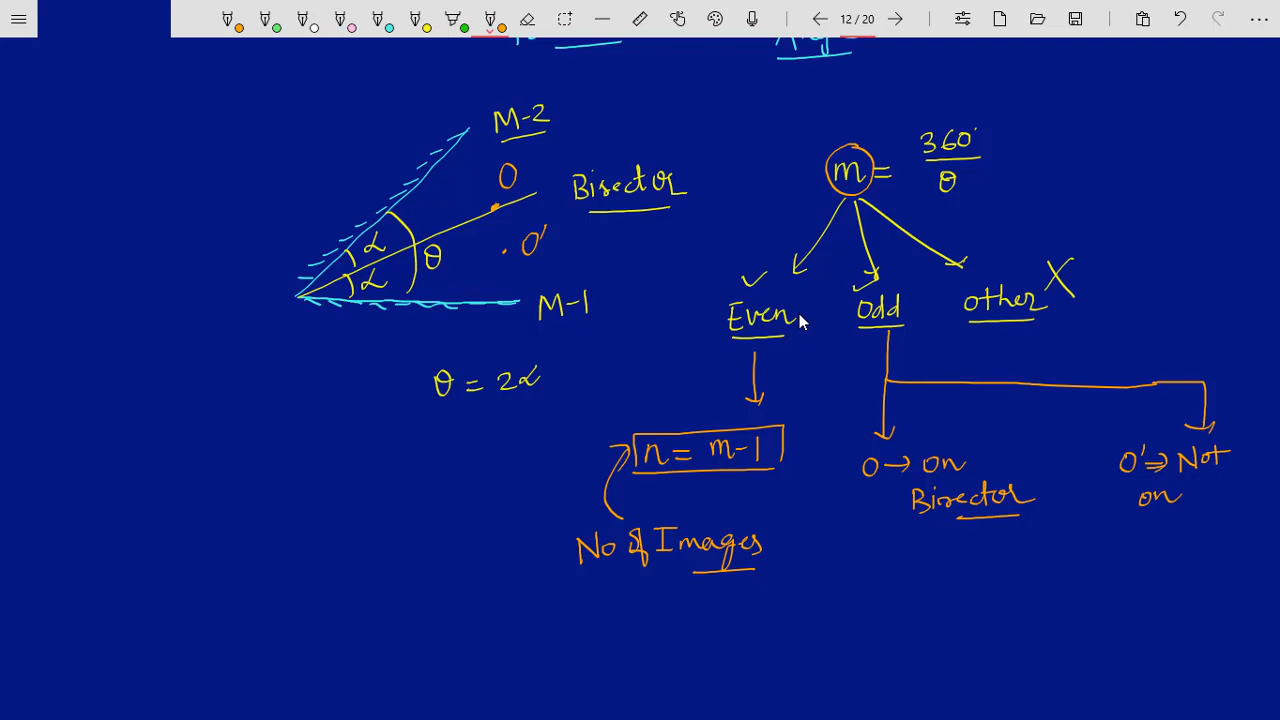 12 / 20
M-2
O
Bisector
α
α
θ
O'
M-1
θ = 2α
m = 360° / θ
Even
Odd
other X
n = m-1
No of Images
O → on
Bisector
O' ⇒ Not
on